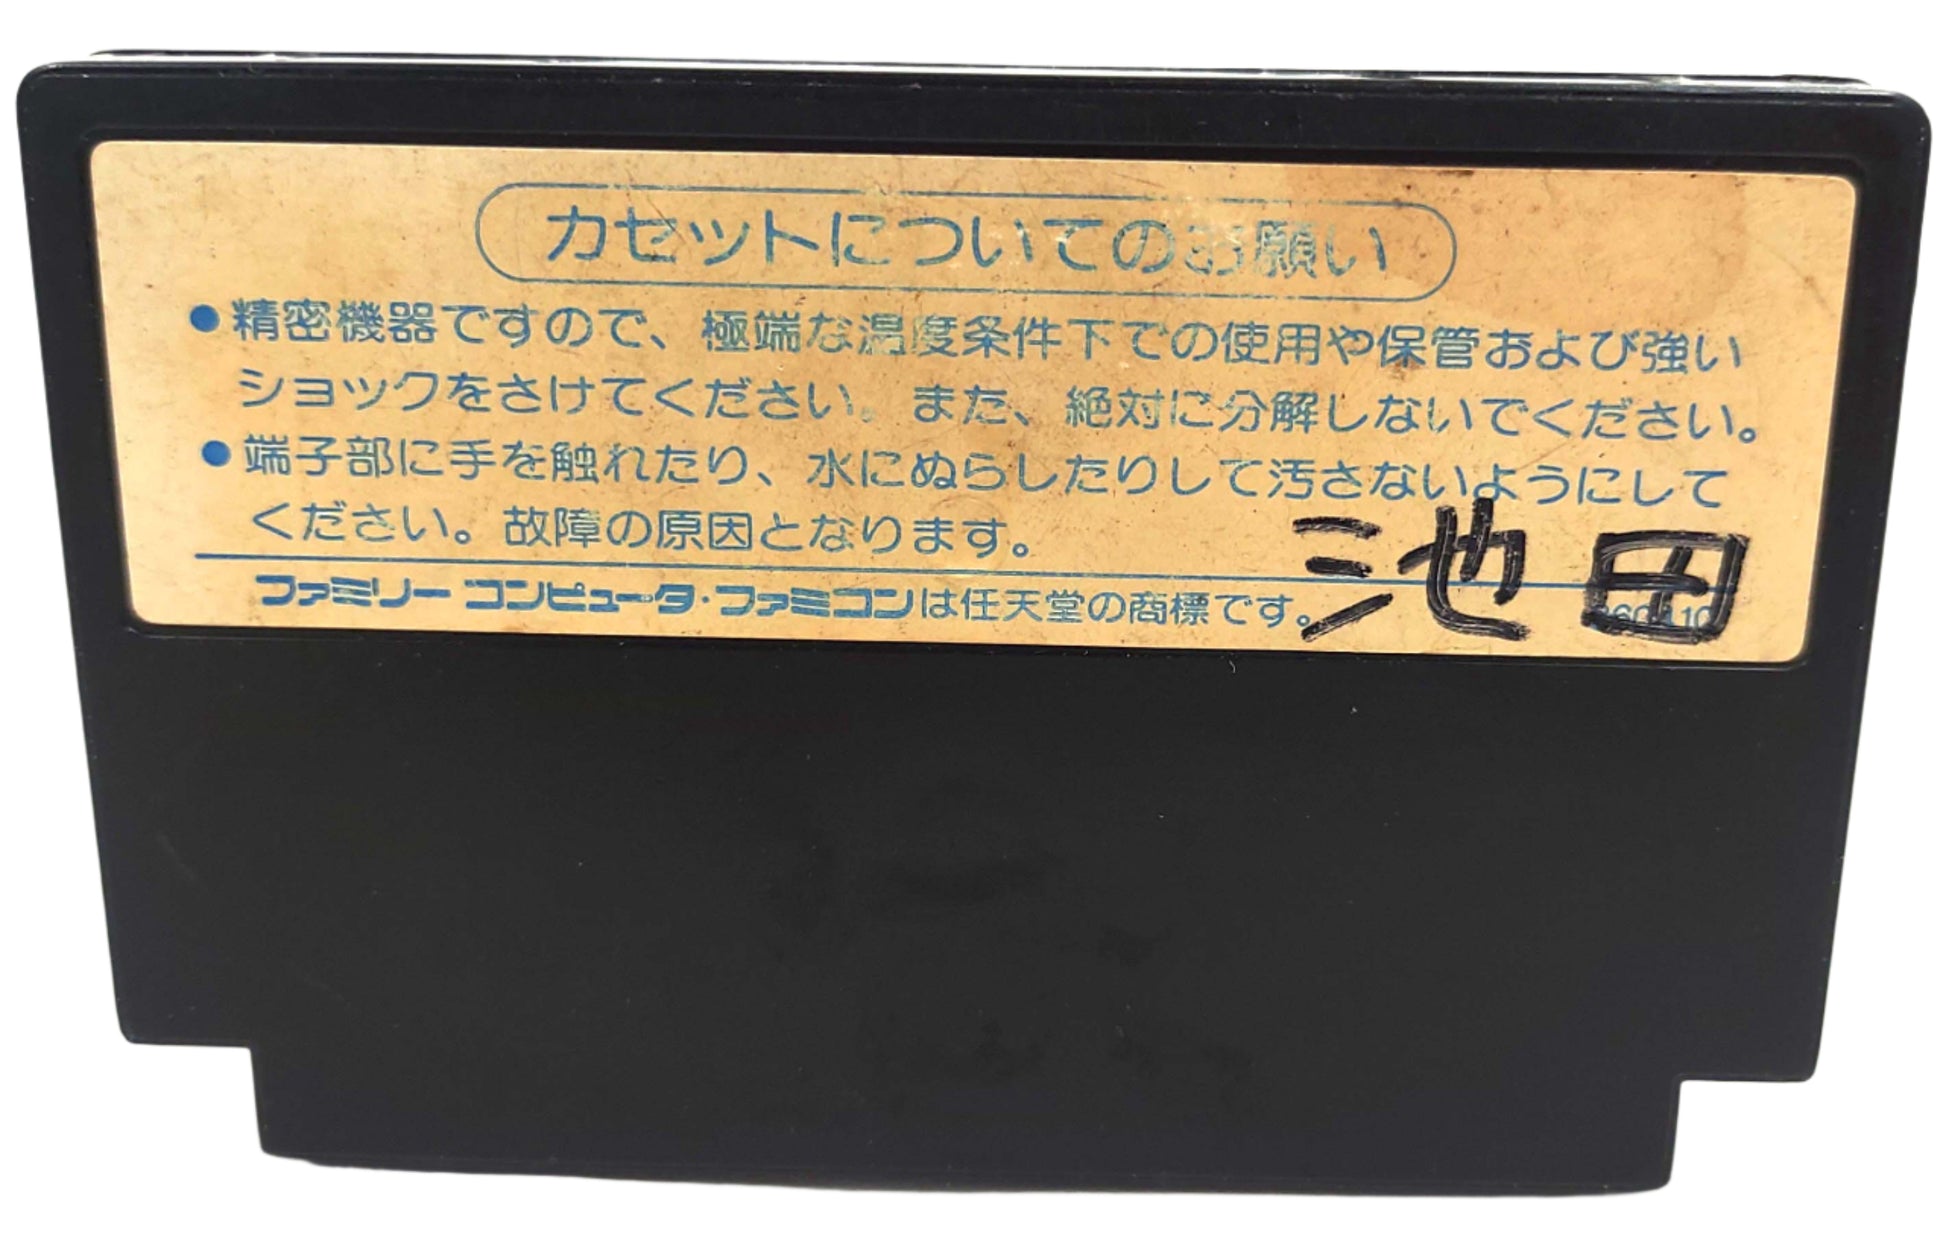 カセットについてのお願い
●精密機器ですので、極端な温度条件下での使用や保管および強い
ショックをさけてください。また、絶対に分解しないでください。
●端子部に手を触れたり、水にぬらしたりして汚さないようにして
ください。故障の原因となります。
ファミリーコンピュータ・ファミコンは任天堂の商標です。
池田